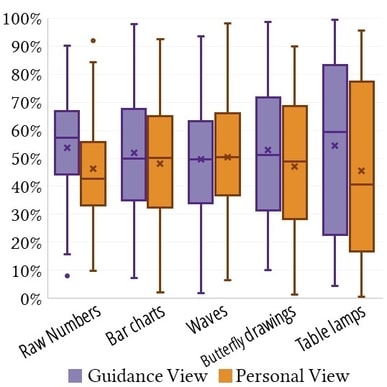 100%
90%
80%
70%
60%
50%
40%
30%
20%
10%
0%
Raw Numbers
Bar charts
Waves
Butterfly drawings
Table lamps
Guidance View Personal View